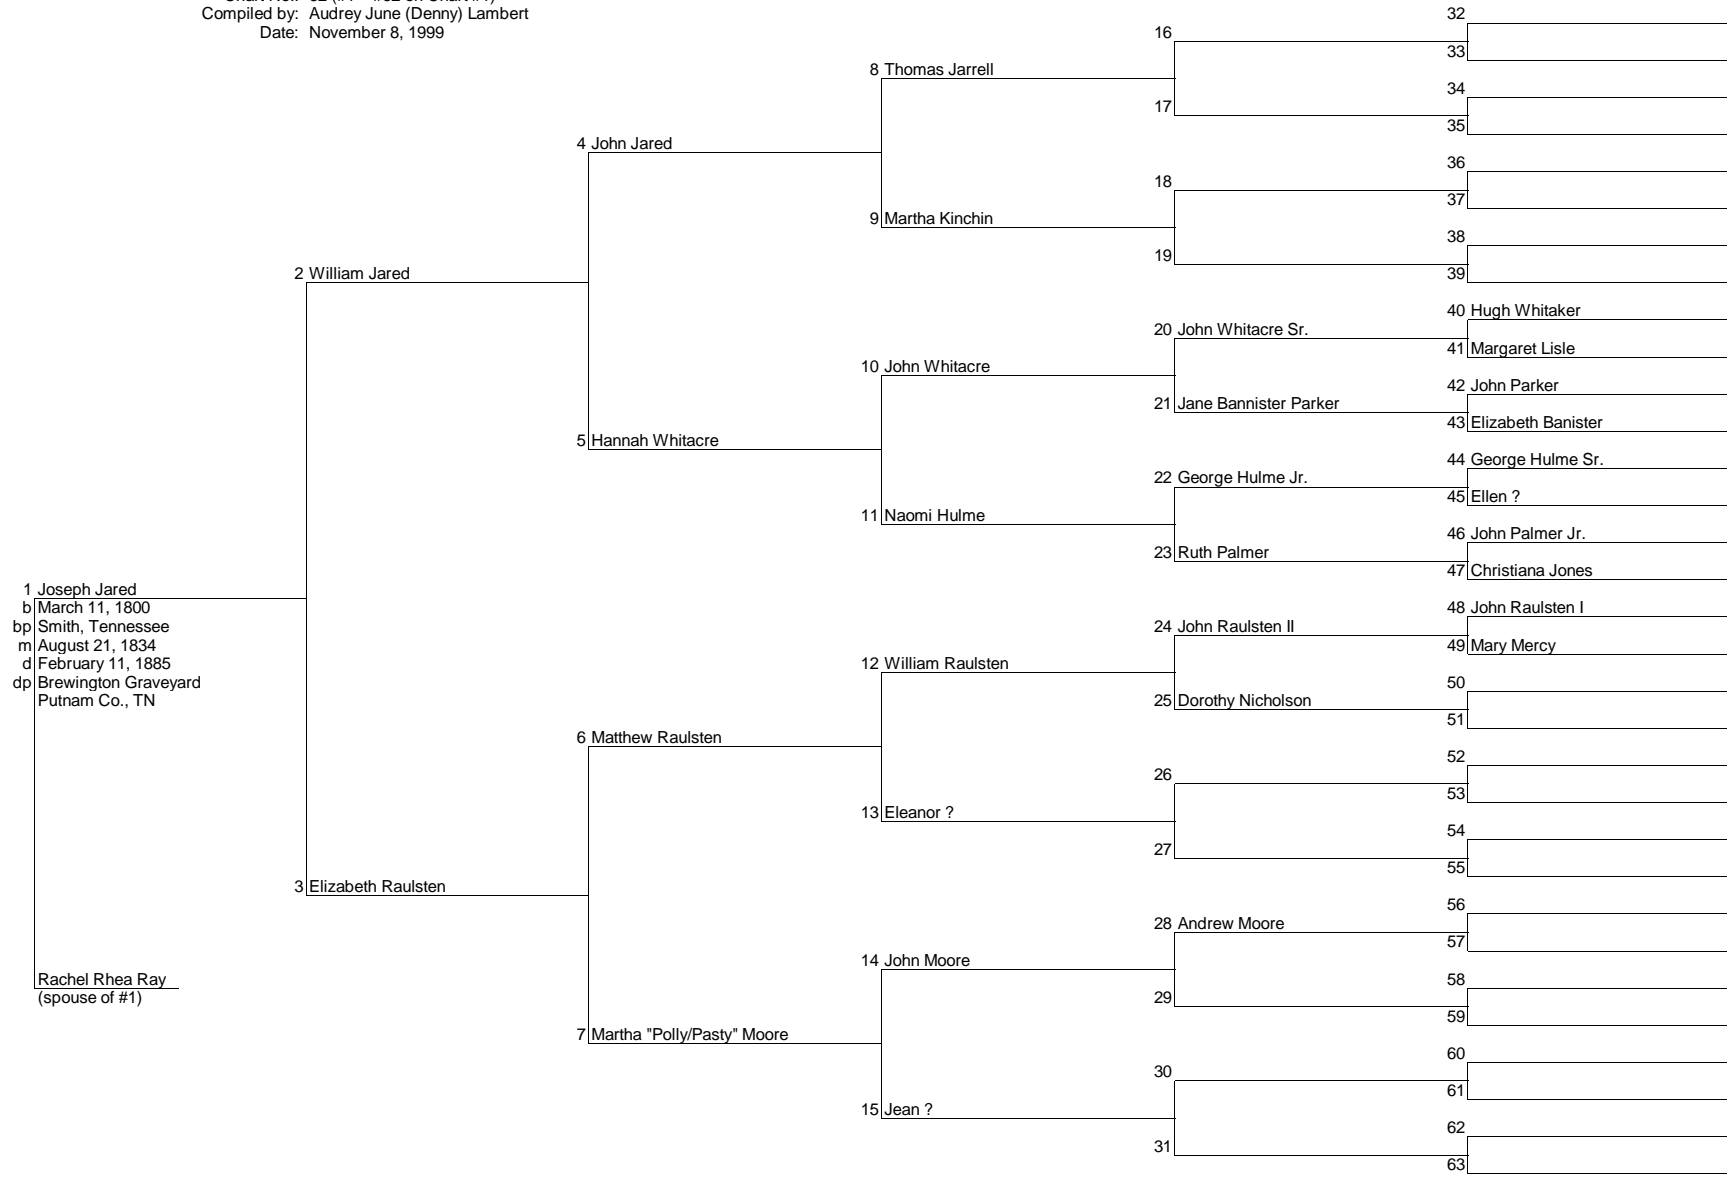 Compiled by: Audrey June (Denny) Lambert
Date: November 8, 1999
1 Joseph Jared
b March 11, 1800
bp Smith, Tennessee
m August 21, 1834
d February 11, 1885
dp Brewington Graveyard
Putnam Co., TN
Rachel Rhea Ray
(spouse of #1)
2 William Jared
3 Elizabeth Raulsten
4 John Jared
5 Hannah Whitacre
6 Matthew Raulsten
7 Martha "Polly/Pasty" Moore
8 Thomas Jarrell
9 Martha Kinchin
10 John Whitacre
11 Naomi Hulme
12 William Raulsten
13 Eleanor ?
14 John Moore
15 Jean ?
16
17
18
19
20 John Whitacre Sr.
21 Jane Bannister Parker
22 George Hulme Jr.
23 Ruth Palmer
24 John Raulsten II
25 Dorothy Nicholson
26
27
28 Andrew Moore
29
30
31
32
33
34
35
36
37
38
39
40 Hugh Whitaker
41 Margaret Lisle
42 John Parker
43 Elizabeth Banister
44 George Hulme Sr.
45 Ellen ?
46 John Palmer Jr.
47 Christiana Jones
48 John Raulsten I
49 Mary Mercy
50
51
52
53
54
55
56
57
58
59
60
61
62
63